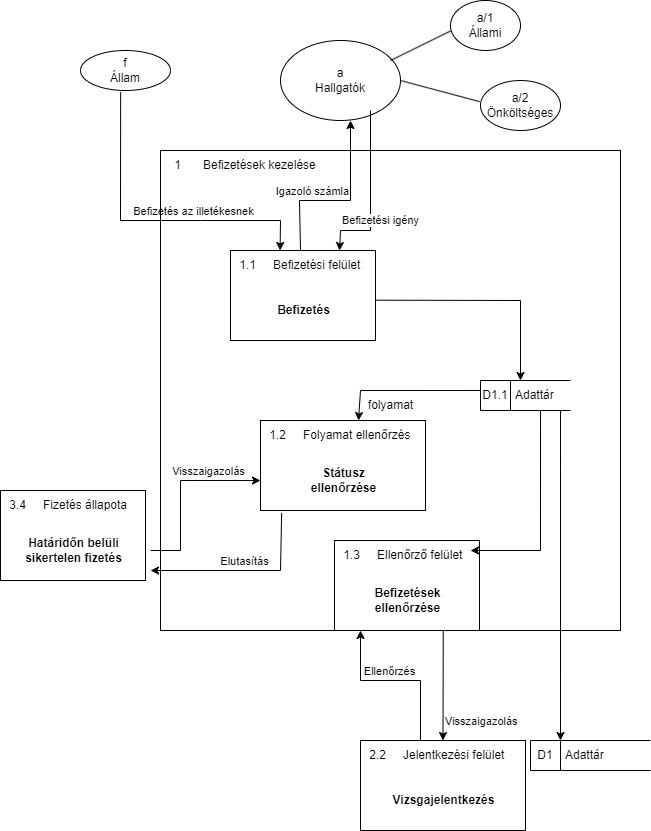 a/1
Állami
f
Állam
a
Hallgatók
a/2
Önköltséges
1 Befizetések kezelése
Igazoló számla
Befizetés az illetékesnek
Befizetési igény
1.1 Befizetési felület
Befizetés
D1.1 Adattár
folyamat
1.2 Folyamat ellenőrzés
Státusz
ellenőrzése
Visszaigazolás
3.4 Fizetés állapota
Határidőn belüli
sikertelen fizetés
Elutasítás
1.3 Ellenőrző felület
Befizetések
ellenőrzése
Ellenőrzés
Visszaigazolás
2.2 Jelentkezési felület
Vizsgajelentkezés
D1 Adattár